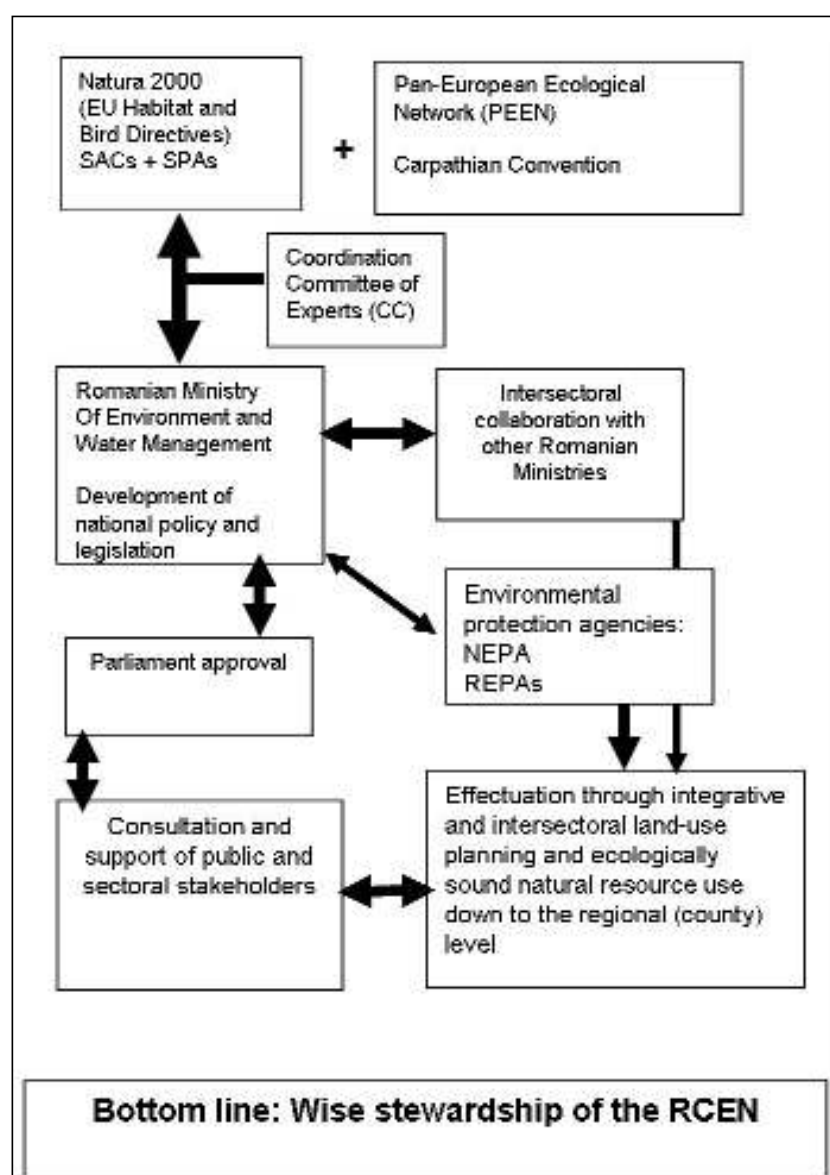 Natura 2000
(EU Habitat and
Bird Directives)
SACs + SPAs
+
Pan-European Ecological
Network (PEEN)
Carpathian Convention
Coordination
Committee of
Experts (CC)
Romanian Ministry
Of Environment and
Water Management
Development of
national policy and
legislation
Intersectoral
collaboration with
other Romanian
Ministries
Environmental
protection agencies:
NEPA
REPAs
Parliament approval
Consultation and
support of public and
sectoral stakeholders
Effectuation through integrative
and intersectoral land-use
planning and ecologically
sound natural resource use
down to the regional (county)
level
Bottom line: Wise stewardship of the RCEN